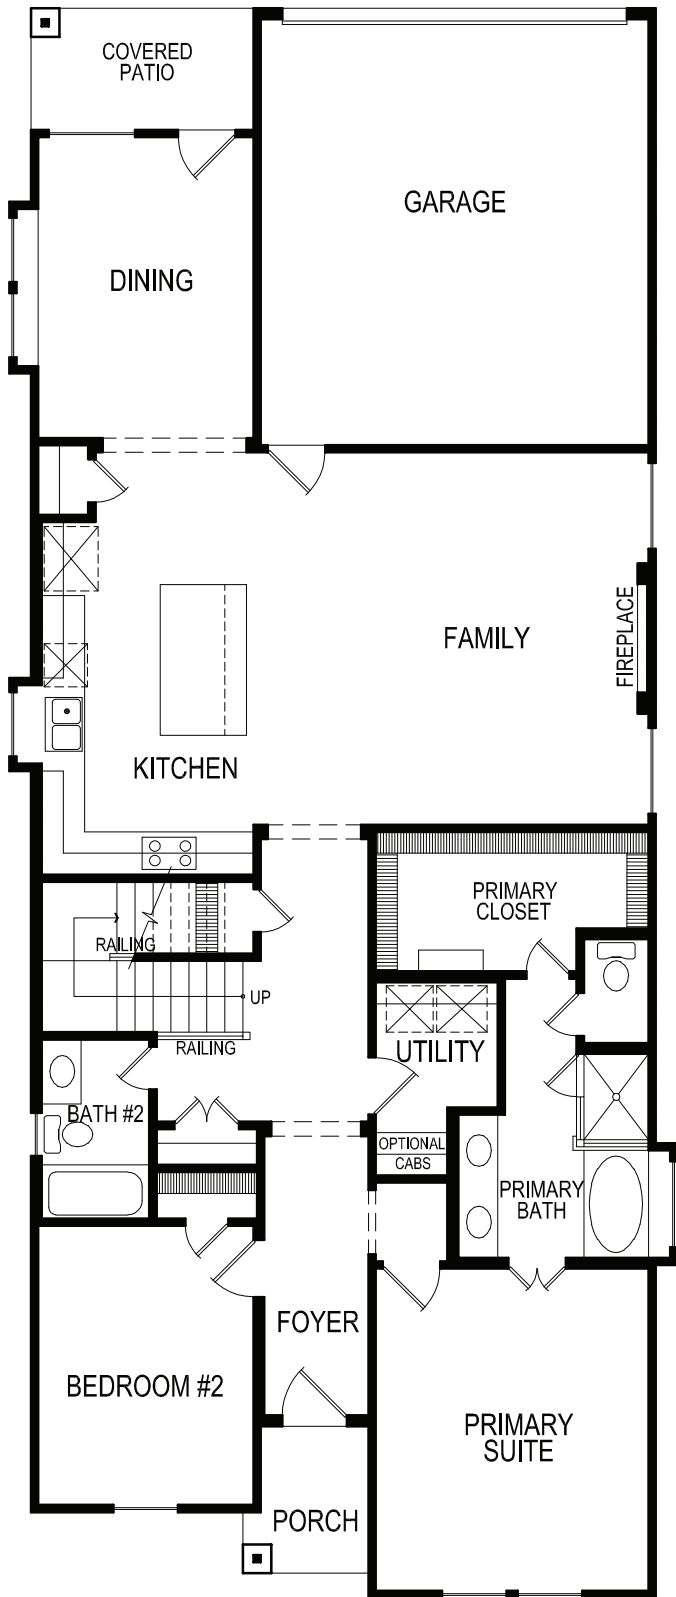 COVERED
PATIO
GARAGE
DINING
FIREPLACE
FAMILY
KITCHEN
PRIMARY
CLOSET
RAILING
UP
RAILING
UTILITY
BATH #2
OPTIONAL
CABS
PRIMARY
BATH
FOYER
BEDROOM #2
PRIMARY
SUITE
PORCH